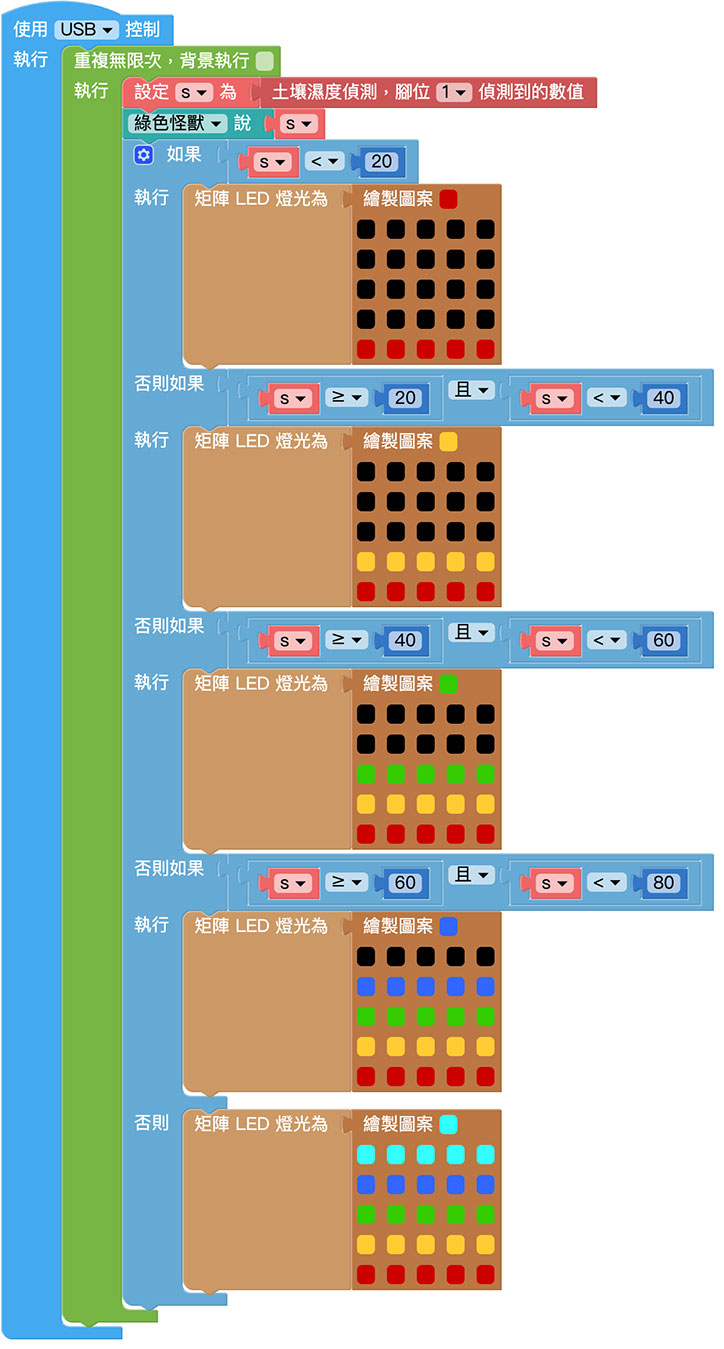 使用 USB 控制
執行 重複無限次，背景執行
執行 設定 s 為 土壤濕度偵測，腳位 1 偵測到的數值
綠色怪獸 說 s
如果 s < 20
執行 矩陣 LED 燈光為 繪製圖案
否則如果 s ≥ 20 且 s < 40
執行 矩陣 LED 燈光為 繪製圖案
否則如果 s ≥ 40 且 s < 60
執行 矩陣 LED 燈光為 繪製圖案
否則如果 s ≥ 60 且 s < 80
執行 矩陣 LED 燈光為 繪製圖案
否則 矩陣 LED 燈光為 繪製圖案